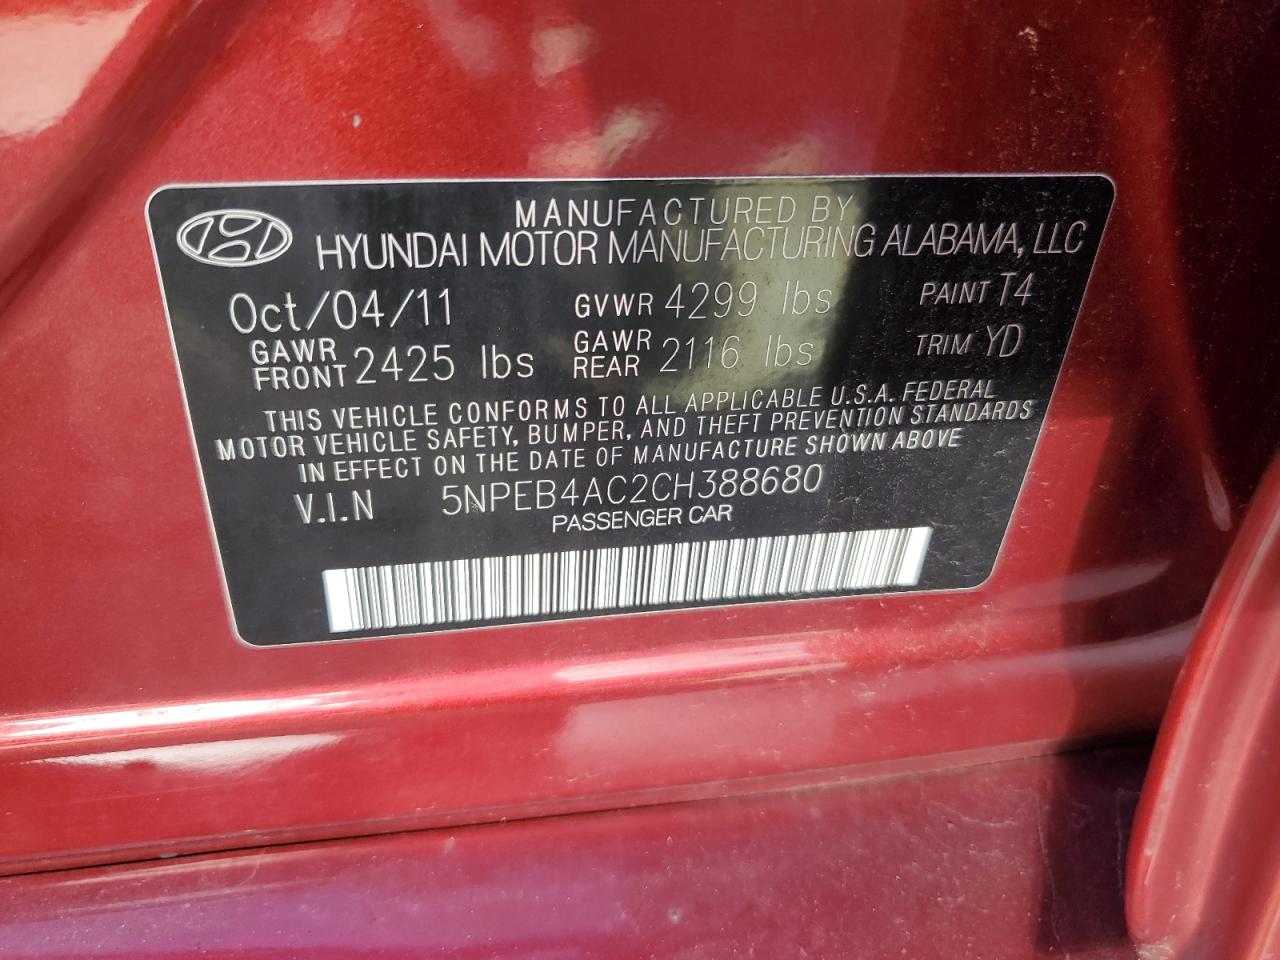 MANUFACTURED BY
HYUNDAI MOTOR MANUFACTURING ALABAMA, LLC
Oct/04/11 GVWR 4299 lbs PAINT T4
GAWR FRONT 2425 lbs GAWR REAR 2116 lbs TRIM YD
THIS VEHICLE CONFORMS TO ALL APPLICABLE U.S.A. FEDERAL
MOTOR VEHICLE SAFETY, BUMPER, AND THEFT PREVENTION STANDARDS
IN EFFECT ON THE DATE OF MANUFACTURE SHOWN ABOVE
V.I.N 5NPEB4AC2CH388680
PASSENGER CAR